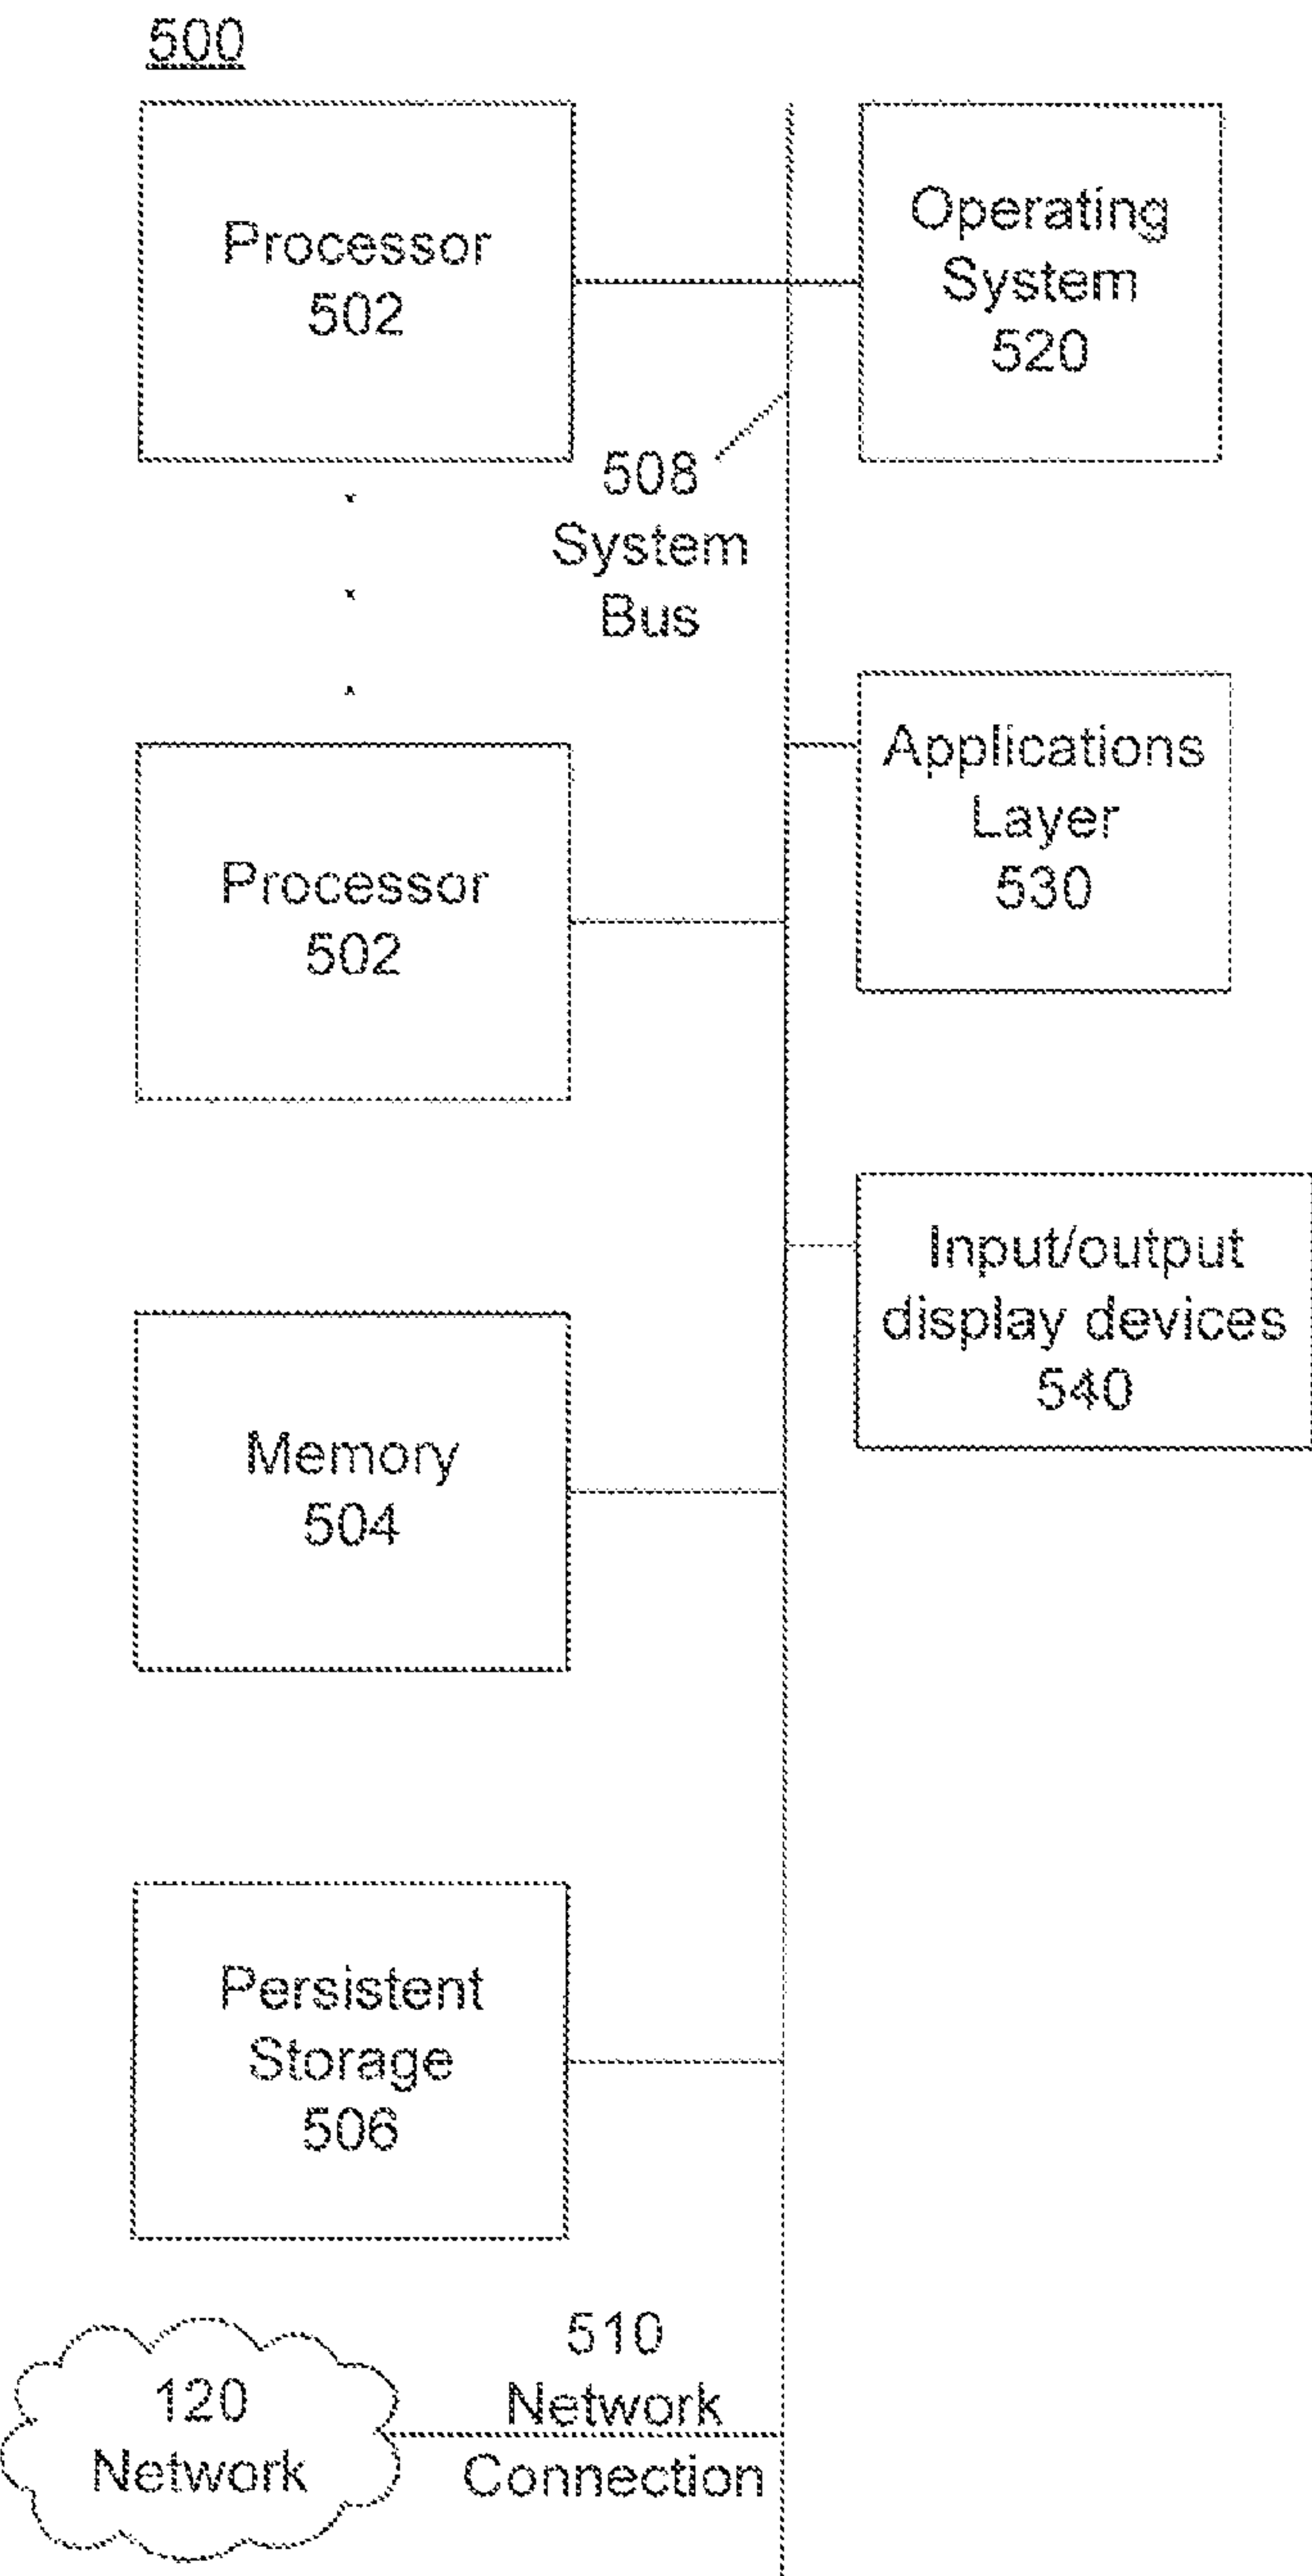 500
Processor
502
Operating
System
520
508
System
Bus
Applications
Layer
530
Processor
502
Input/output
display devices
540
Memory
504
Persistent
Storage
506
510
Network
Connection
120
Network